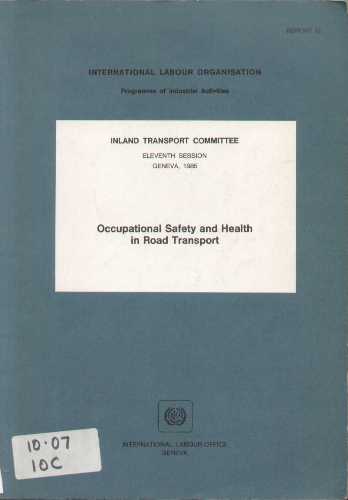 INTERNATIONAL LABOUR ORGANISATION
Programme of Industrial Activities
INLAND TRANSPORT COMMITTEE
ELEVENTH SESSION
GENEVA, 1985
Occupational Safety and Health
in Road Transport
INTERNATIONAL LABOUR OFFICE
GENEVA
10·07
10C